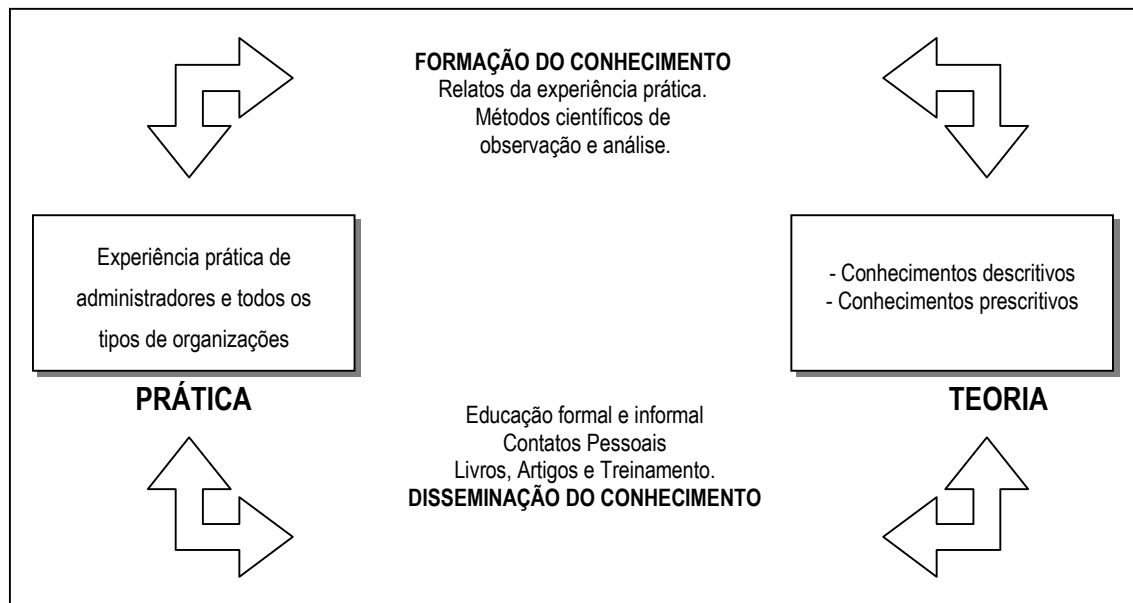 FORMAÇÃO DO CONHECIMENTO
Relatos da experiência prática.
Métodos científicos de
observação e análise.
Experiência prática de
administradores e todos os
tipos de organizações
PRÁTICA
- Conhecimentos descritivos
- Conhecimentos prescritivos
TEORIA
Educação formal e informal
Contatos Pessoais
Livros, Artigos e Treinamento.
DISSEMINAÇÃO DO CONHECIMENTO